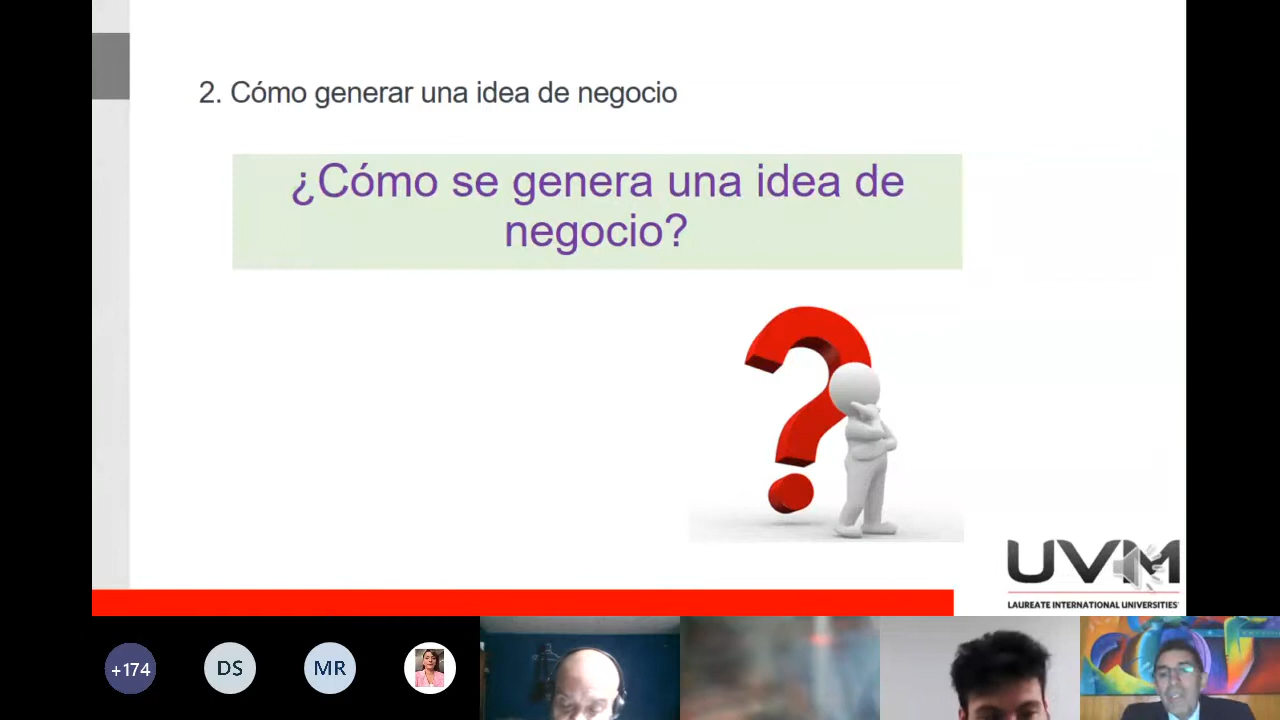 2. Cómo generar una idea de negocio
¿Cómo se genera una idea de
negocio?
UVM
LAUREATE INTERNATIONAL UNIVERSITIES
+174
DS
MR